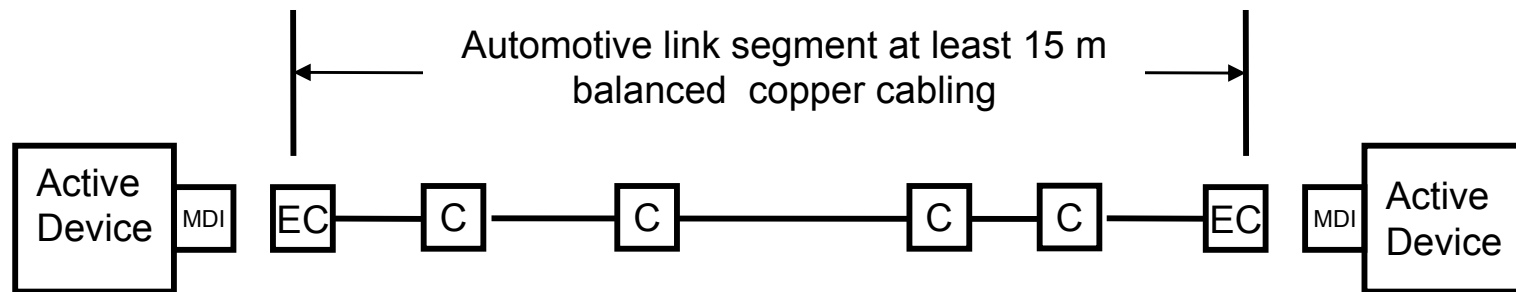 Automotive link segment at least 15 m
balanced copper cabling
Active
Device
MDI
EC
C
C
C
C
EC
MDI
Active
Device